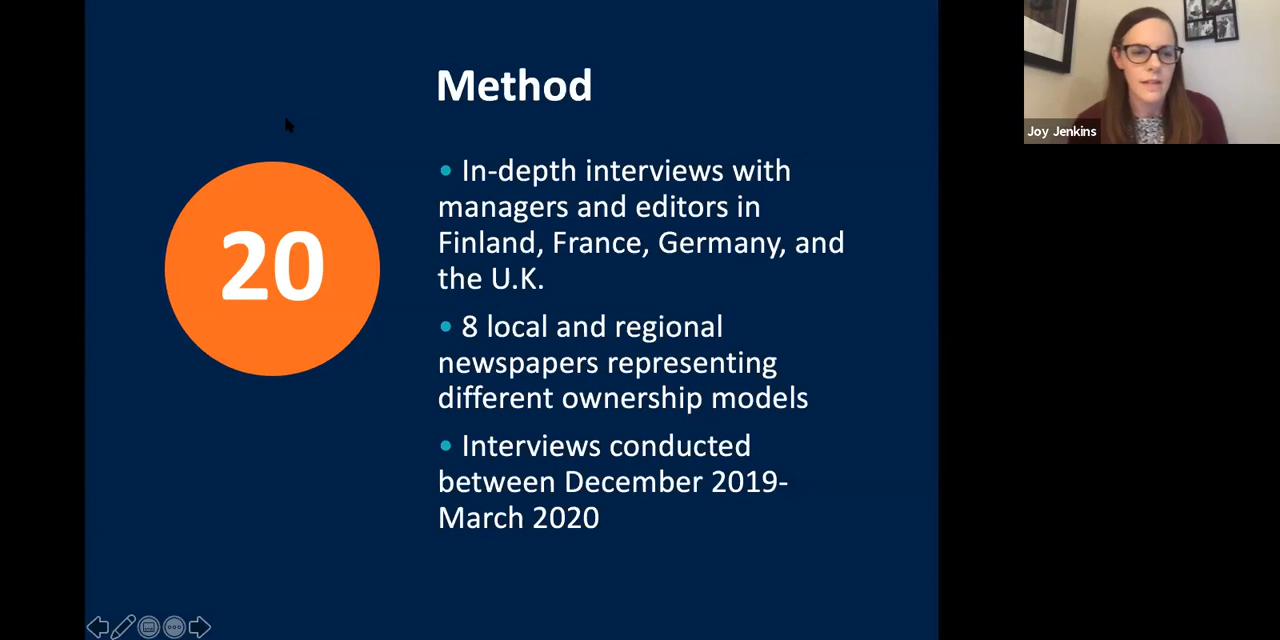 Method
20
• In-depth interviews with
managers and editors in
Finland, France, Germany, and
the U.K.
• 8 local and regional
newspapers representing
different ownership models
• Interviews conducted
between December 2019-
March 2020
Joy Jenkins